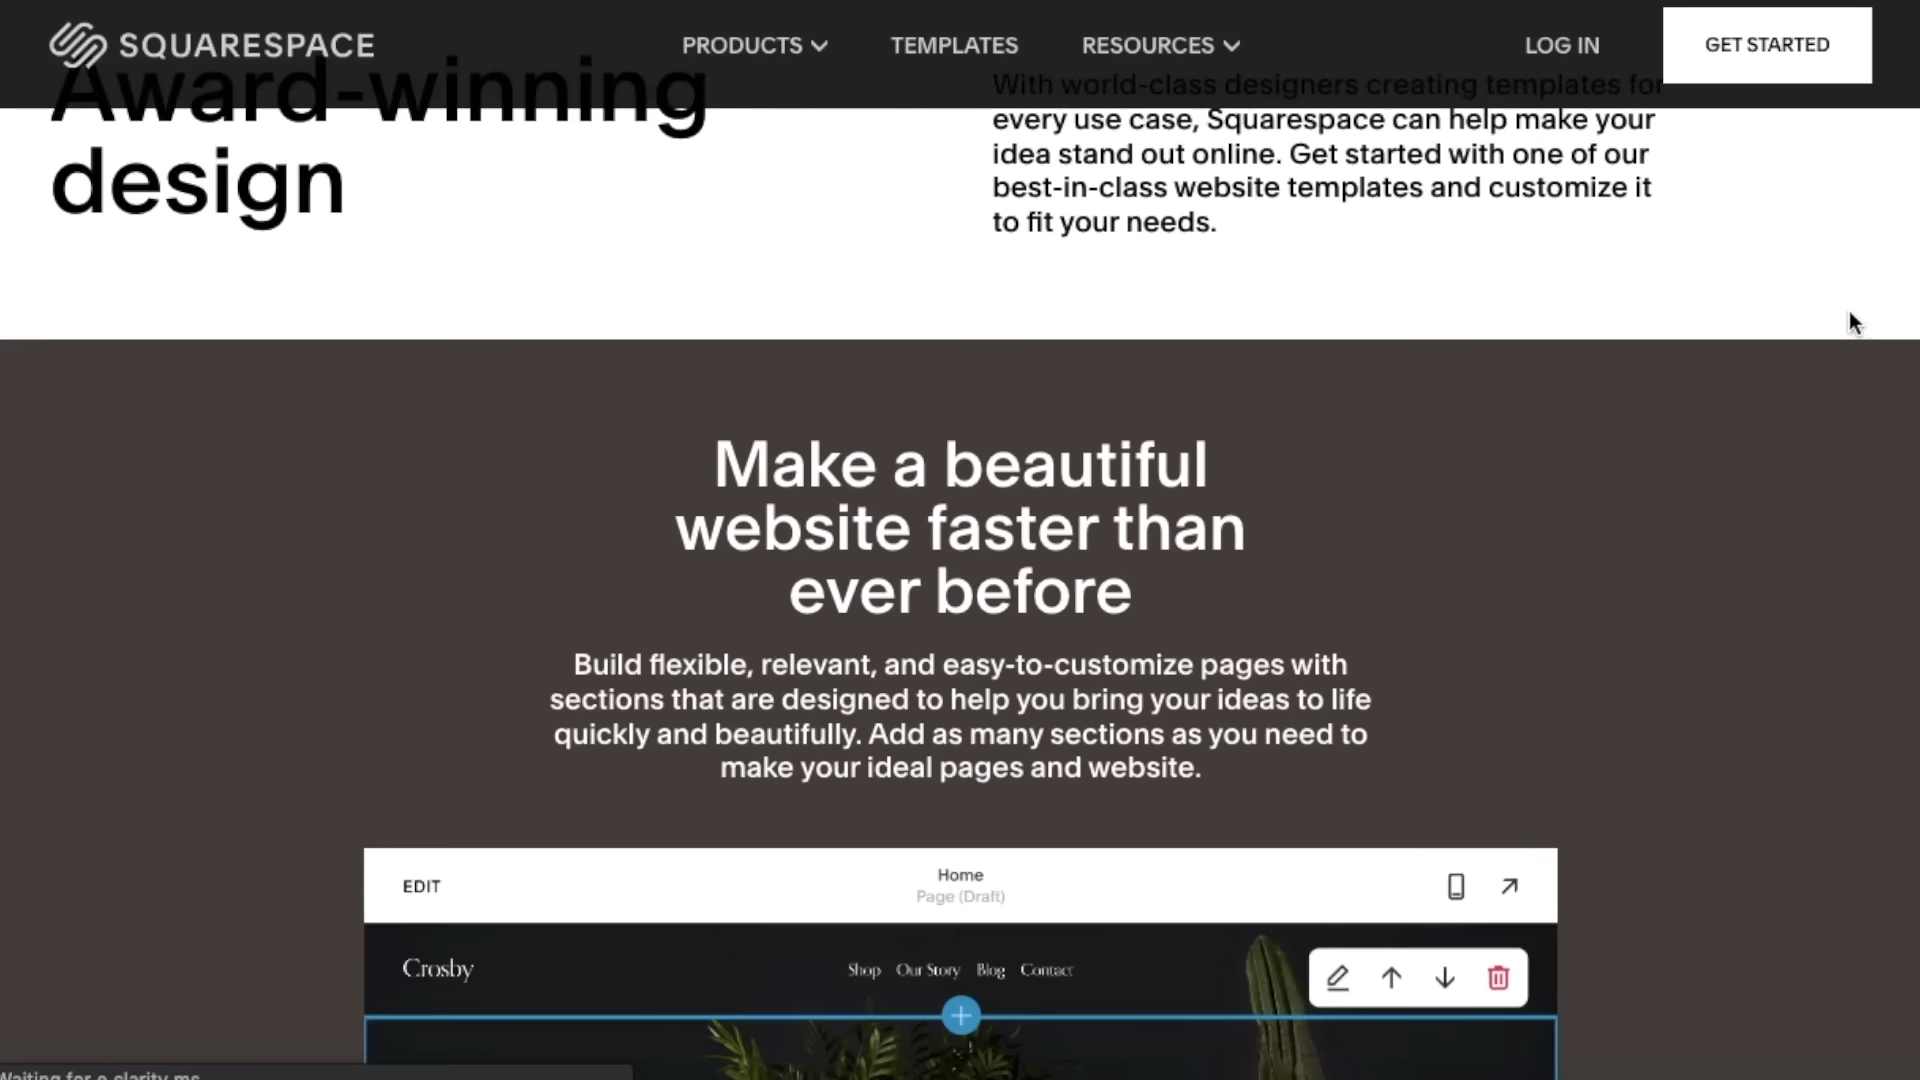 SQUARESPACE
PRODUCTS
TEMPLATES
RESOURCES
LOG IN
GET STARTED
Award-winning
design
With world-class designers creating templates for
every use case, Squarespace can help make your
idea stand out online. Get started with one of our
best-in-class website templates and customize it
to fit your needs.
Make a beautiful
website faster than
ever before
Build flexible, relevant, and easy-to-customize pages with
sections that are designed to help you bring your ideas to life
quickly and beautifully. Add as many sections as you need to
make your ideal pages and website.
EDIT
Home
Page (Draft)
Crosby
Shop Our Story Blog Contact
Waiting for e.clarity.ms